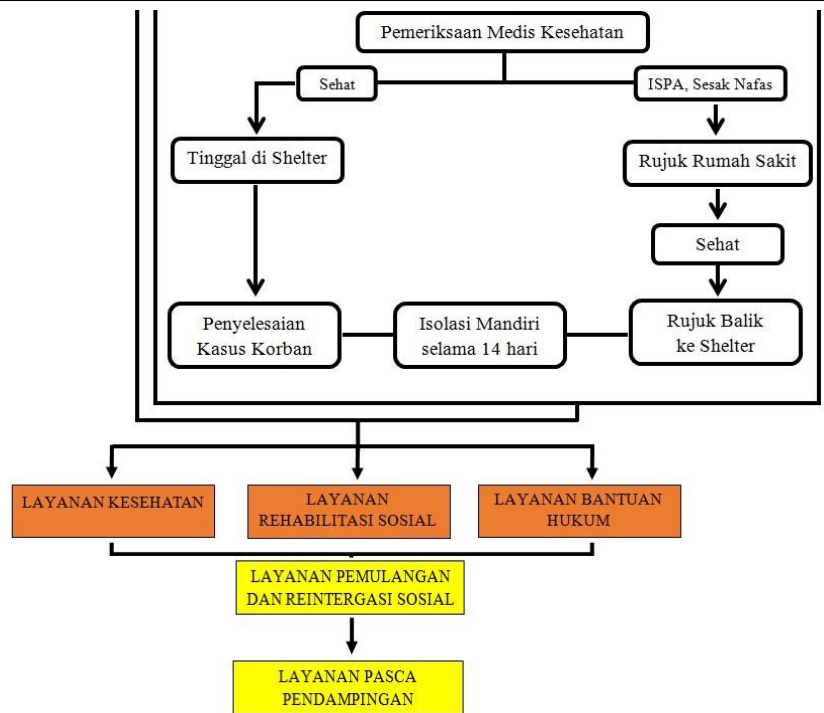 Pemeriksaan Medis Kesehatan
Sehat
ISPA, Sesak Nafas
Tinggal di Shelter
Rujuk Rumah Sakit
Sehat
Penyelesaian
Kasus Korban
Isolasi Mandiri
selama 14 hari
Rujuk Balik
ke Shelter
LAYANAN KESEHATAN
LAYANAN
REHABILITASI SOSIAL
LAYANAN BANTUAN
HUKUM
LAYANAN PEMULANGAN
DAN REINTERGASI SOSIAL
LAYANAN PASCA
PENDAMPINGAN